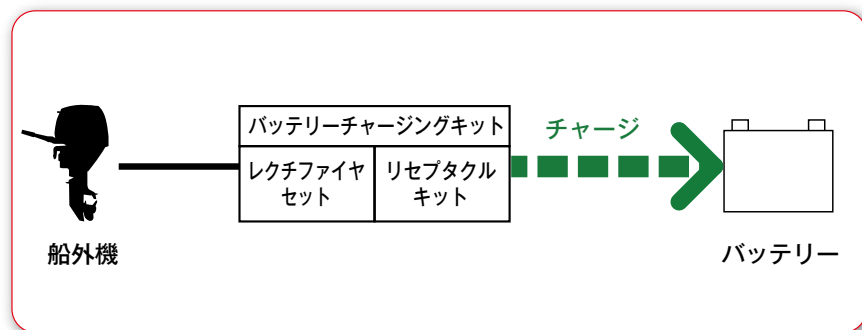 バッテリーチャージングキット
レクチファイヤ
セット
リセプタクル
キット
チャージ
船外機
バッテリー